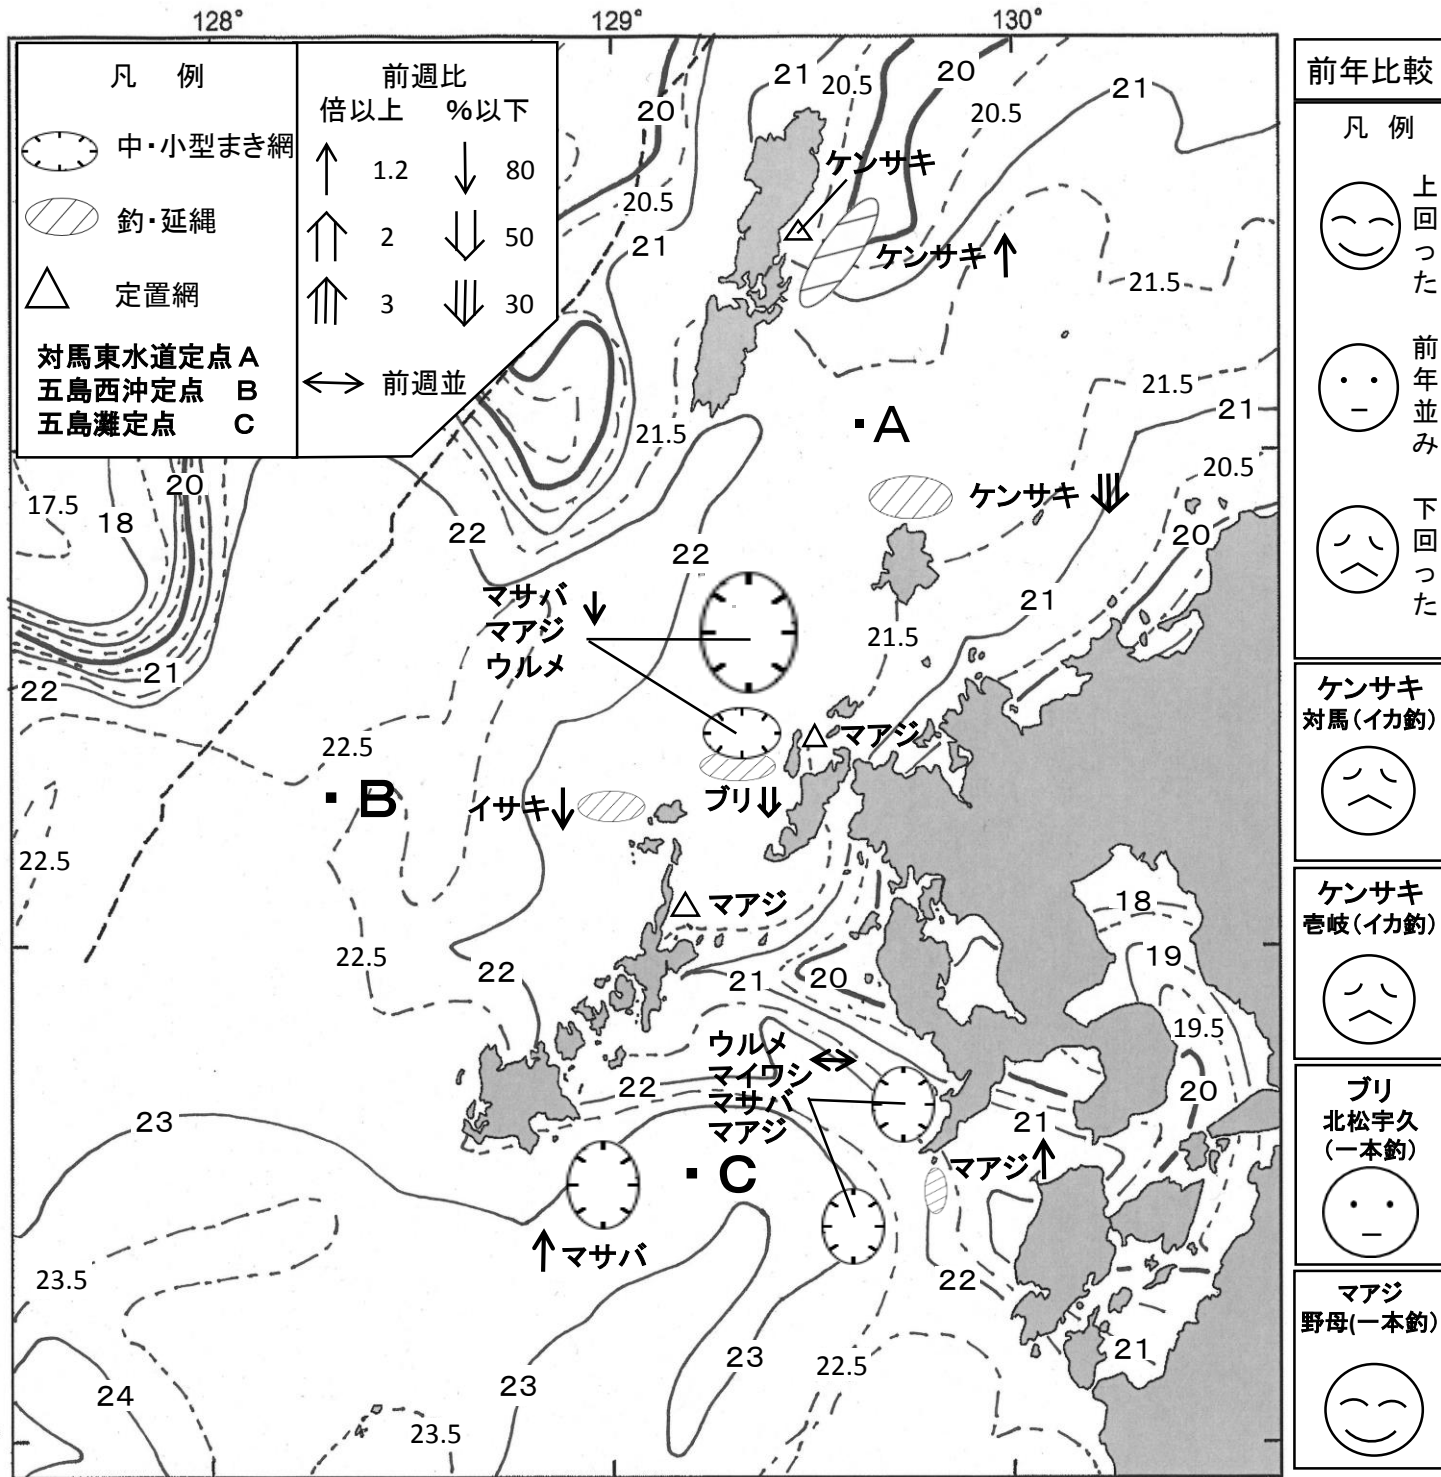 128°
129°
130°
凡 例
中・小型まき網
釣・延縄
定置網
対馬東水道定点 A
五島西沖定点 B
五島灘定点 C
前週比
倍以上 %以下
1.2 80
2 50
3 30
前週並
前年比較
凡 例
上回った
前年並み
下回った
ケンサキ
対馬(イカ釣)
ケンサキ
壱岐(イカ釣)
ブリ
北松宇久
(一本釣)
マアジ
野母(一本釣)
21
20.5
20
20.5
21
20
20.5
21
ケンサキ
ケンサキ
21.5
21.5
21
20.5
20
A
ケンサキ
21.5
22
22
20
17.5
18
21
22
マサバ
マアジ
ウルメ
21.5
21
22.5
マアジ
B
イサキ
ブリ
22.5
マアジ
22.5
22
21
20
18
19
19.5
20
ウルメ
マイワシ
マサバ
マアジ
22
21
23
マアジ
C
マサバ
22
23.5
23
22.5
21
24
23
23.5